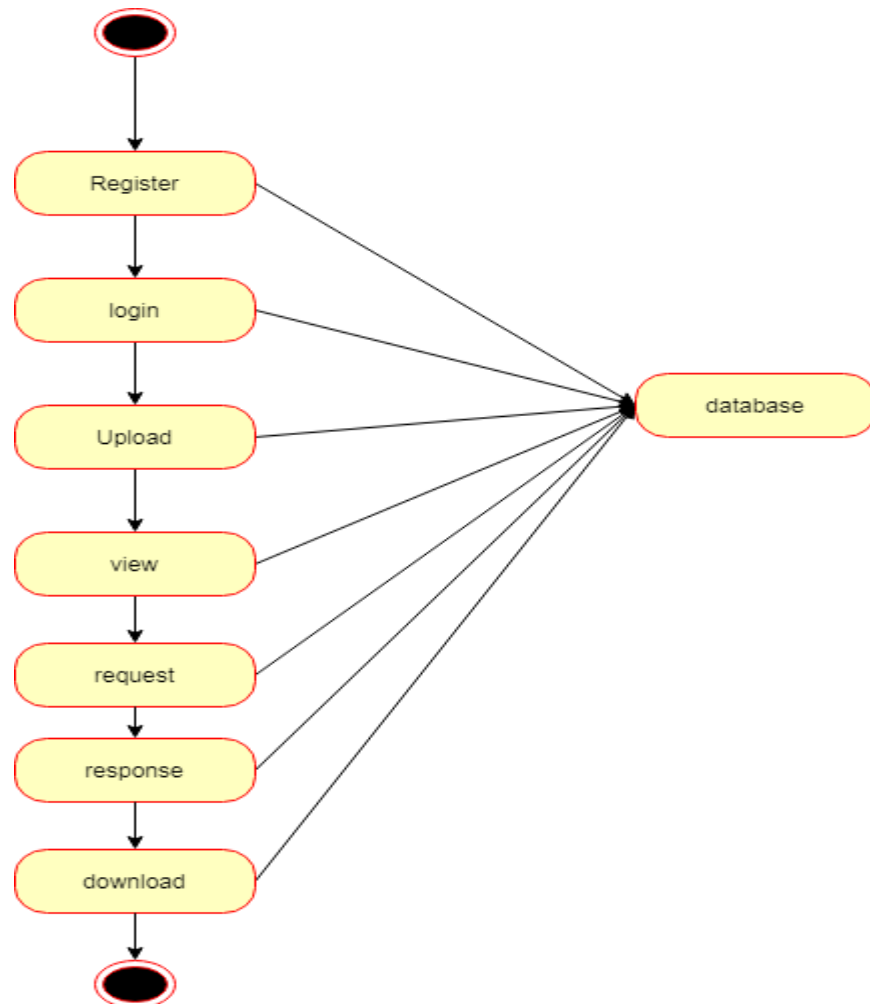 Register
login
Upload
database
view
request
response
download